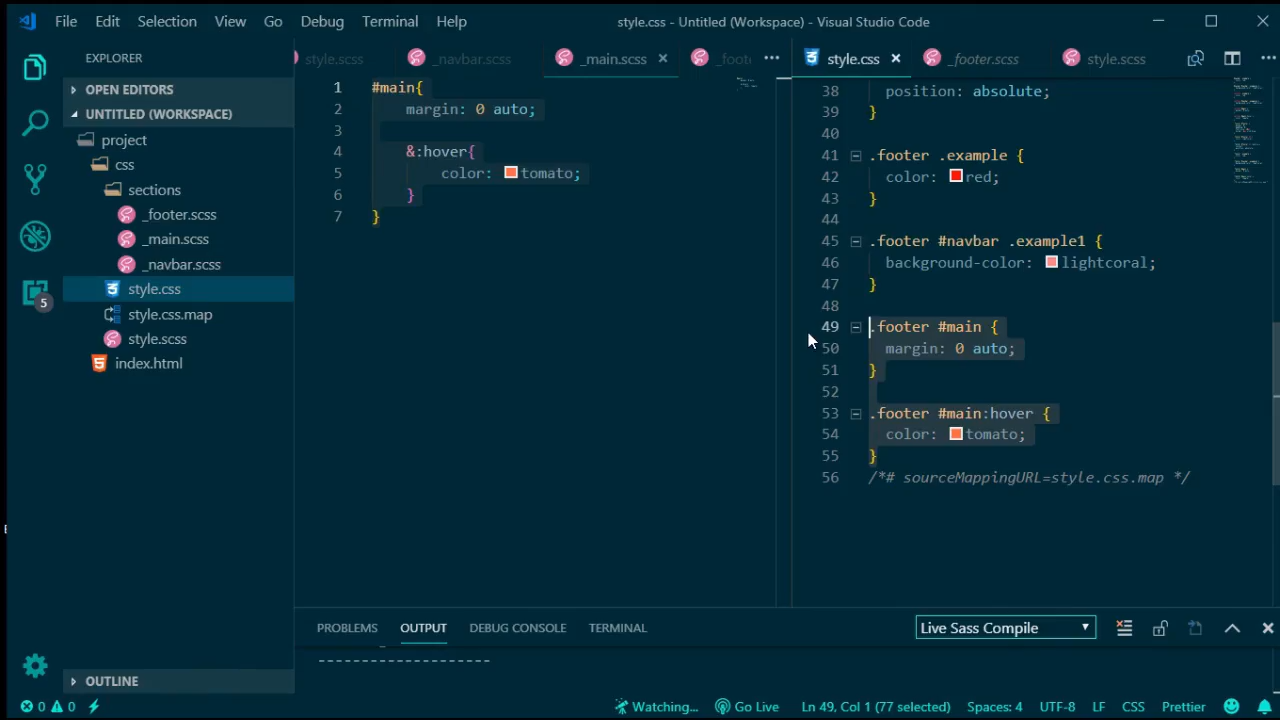 File Edit Selection View Go Debug Terminal Help
style.css - Untitled (Workspace) - Visual Studio Code
EXPLORER
OPEN EDITORS
UNTITLED (WORKSPACE)
project
css
sections
_footer.scss
_main.scss
_navbar.scss
style.css
style.css.map
style.scss
index.html
5
OUTLINE
style.scss _navbar.scss _main.scss _foot
1 #main{
2 margin: 0 auto;
3
4 &:hover{
5 color: tomato;
6 }
7 }
style.css _footer.scss style.scss
38 position: absolute;
39 }
40
41 .footer .example {
42 color: red;
43 }
44
45 .footer #navbar .example1 {
46 background-color: lightcoral;
47 }
48
49 .footer #main {
50 margin: 0 auto;
51 }
52
53 .footer #main:hover {
54 color: tomato;
55 }
56 /*# sourceMappingURL=style.css.map */
PROBLEMS OUTPUT DEBUG CONSOLE TERMINAL
Live Sass Compile
--------------------
0 0 Watching... Go Live Ln 49, Col 1 (77 selected) Spaces: 4 UTF-8 LF CSS Prettier